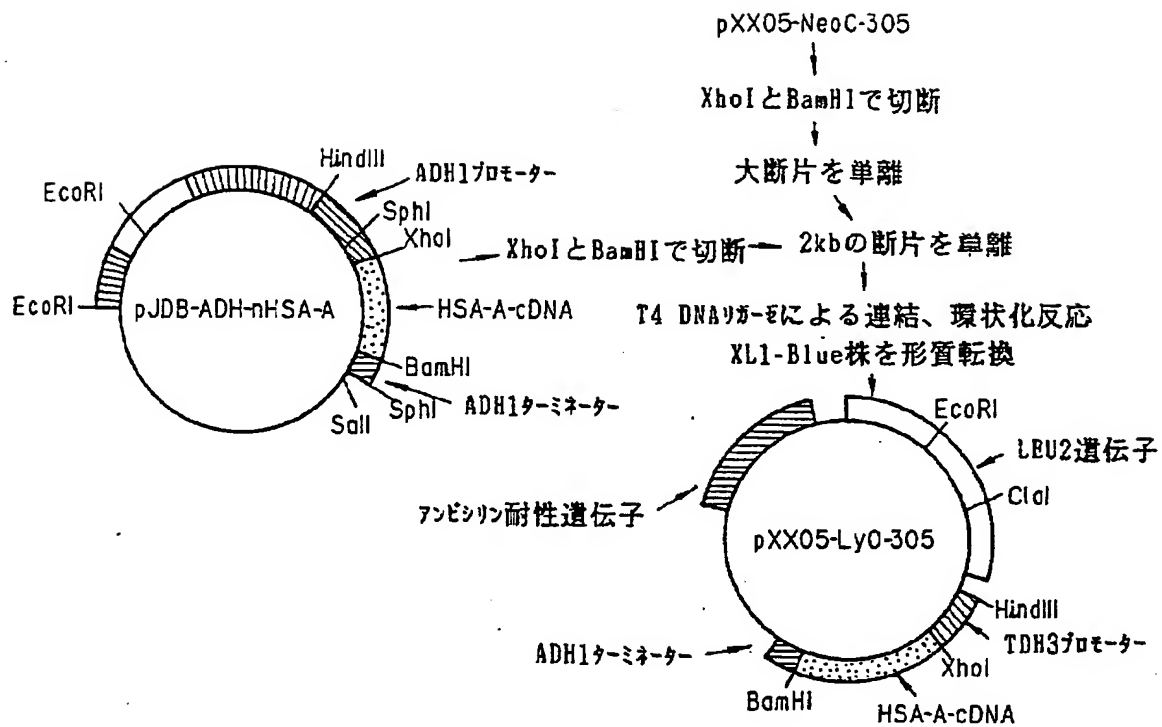 pXX05-NeoC-305
XhoIとBamHIで切断
大断片を単離
2kbの断片を単離
T4 DNAリガーゼによる連結、環状化反応
XL1-Blue株を形質転換
HindIII
ADH1プロモーター
EcoRI
SphI
XhoI
XhoIとBamHIで切断
EcoRI
pJDB-ADH-nHSA-A
HSA-A-cDNA
BamHI
SphI
ADH1ターミネーター
SalI
EcoRI
LEU2遺伝子
ClaI
アンピシリン耐性遺伝子
pXX05-LyO-305
HindIII
TDH3プロモーター
XhoI
ADH1ターミネーター
BamHI
HSA-A-cDNA